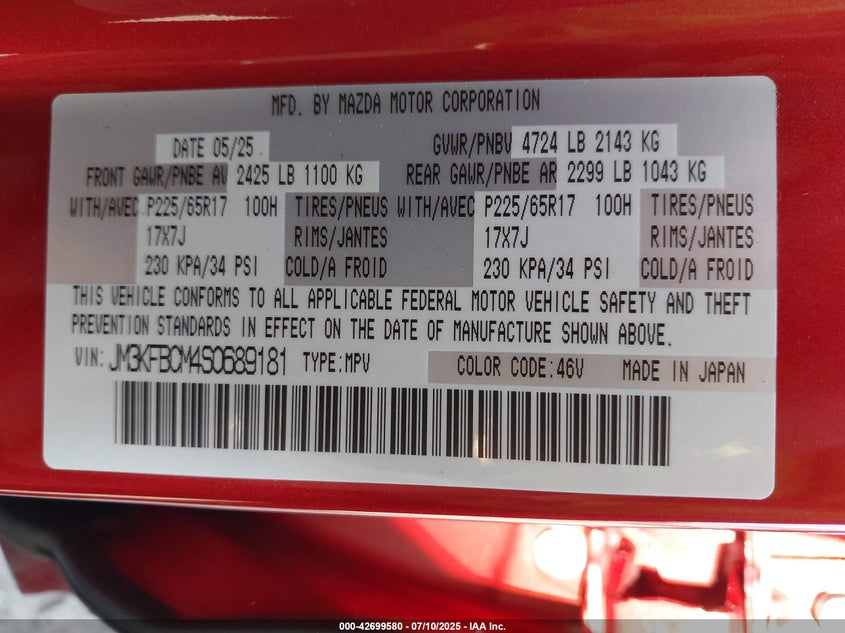 MFD. BY MAZDA MOTOR CORPORATION
DATE 05/25 GVWR/PNBV 4724 LB 2143 KG
FRONT GAWR/PNBE AV 2425 LB 1100 KG REAR GAWR/PNBE AR 2299 LB 1043 KG
WITH/AVEC P225/65R17 100H TIRES/PNEUS WITH/AVEC P225/65R17 100H TIRES/PNEUS
17X7J RIMS/JANTES 17X7J RIMS/JANTES
230 KPA/34 PSI COLD/A FROID 230 KPA/34 PSI COLD/A FROID
THIS VEHICLE CONFORMS TO ALL APPLICABLE FEDERAL MOTOR VEHICLE SAFETY AND THEFT
PREVENTION STANDARDS IN EFFECT ON THE DATE OF MANUFACTURE SHOWN ABOVE.
VIN: JM3KFBCM4S0689181 TYPE:MPV COLOR CODE:46V MADE IN JAPAN
000-42699580 - 07/10/2025 - IAA Inc.